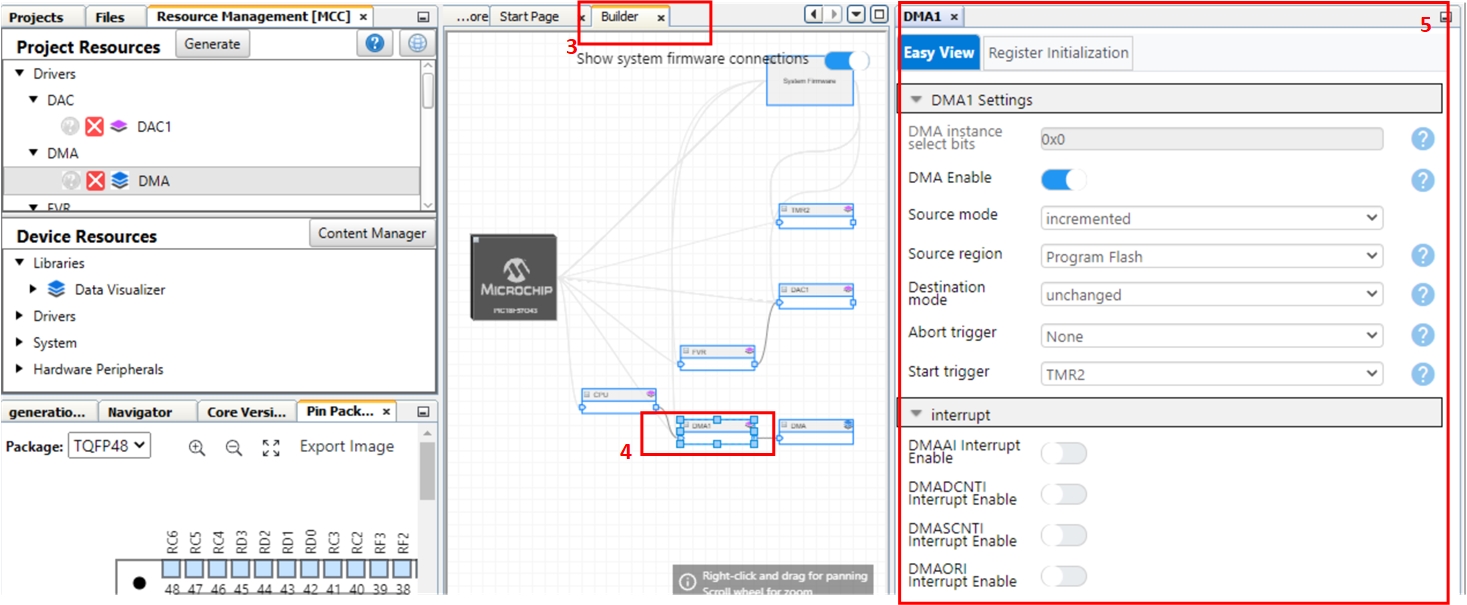 Projects
Files
Resource Management [MCC] ×
Project Resources
Generate
?
Drivers
DAC
? DAC1
DMA
? DMA
FVR
Device Resources
Content Manager
Libraries
Data Visualizer
Drivers
System
Hardware Peripherals
generatio...
Navigator
Core Versi...
Pin Pack... ×
Package: TQFP48
Export Image
RC6 RC5 RC4 RD3 RD2 RD1 RD0 RC3 RC2 RF3 RF2
48 47 46 45 44 43 42 41 40 39 38
...ore
Start Page ×
Builder ×
3
Show system firmware connections
System Firmware
TMR2
MICROCHIP
DAC1
FVR
CPU
DMA1
DMA
4
Right-click and drag for panning
Scroll wheel for zoom
DMA1 ×
5
Easy View
Register Initialization
DMA1 Settings
DMA instance
select bits
0x0
?
DMA Enable
?
Source mode
incremented
Source region
Program Flash
?
Destination
mode
unchanged
?
Abort trigger
None
?
Start trigger
TMR2
?
interrupt
DMAAI Interrupt
Enable
DMADCNTI
Interrupt Enable
DMASCNTI
Interrupt Enable
DMAORI
Interrupt Enable